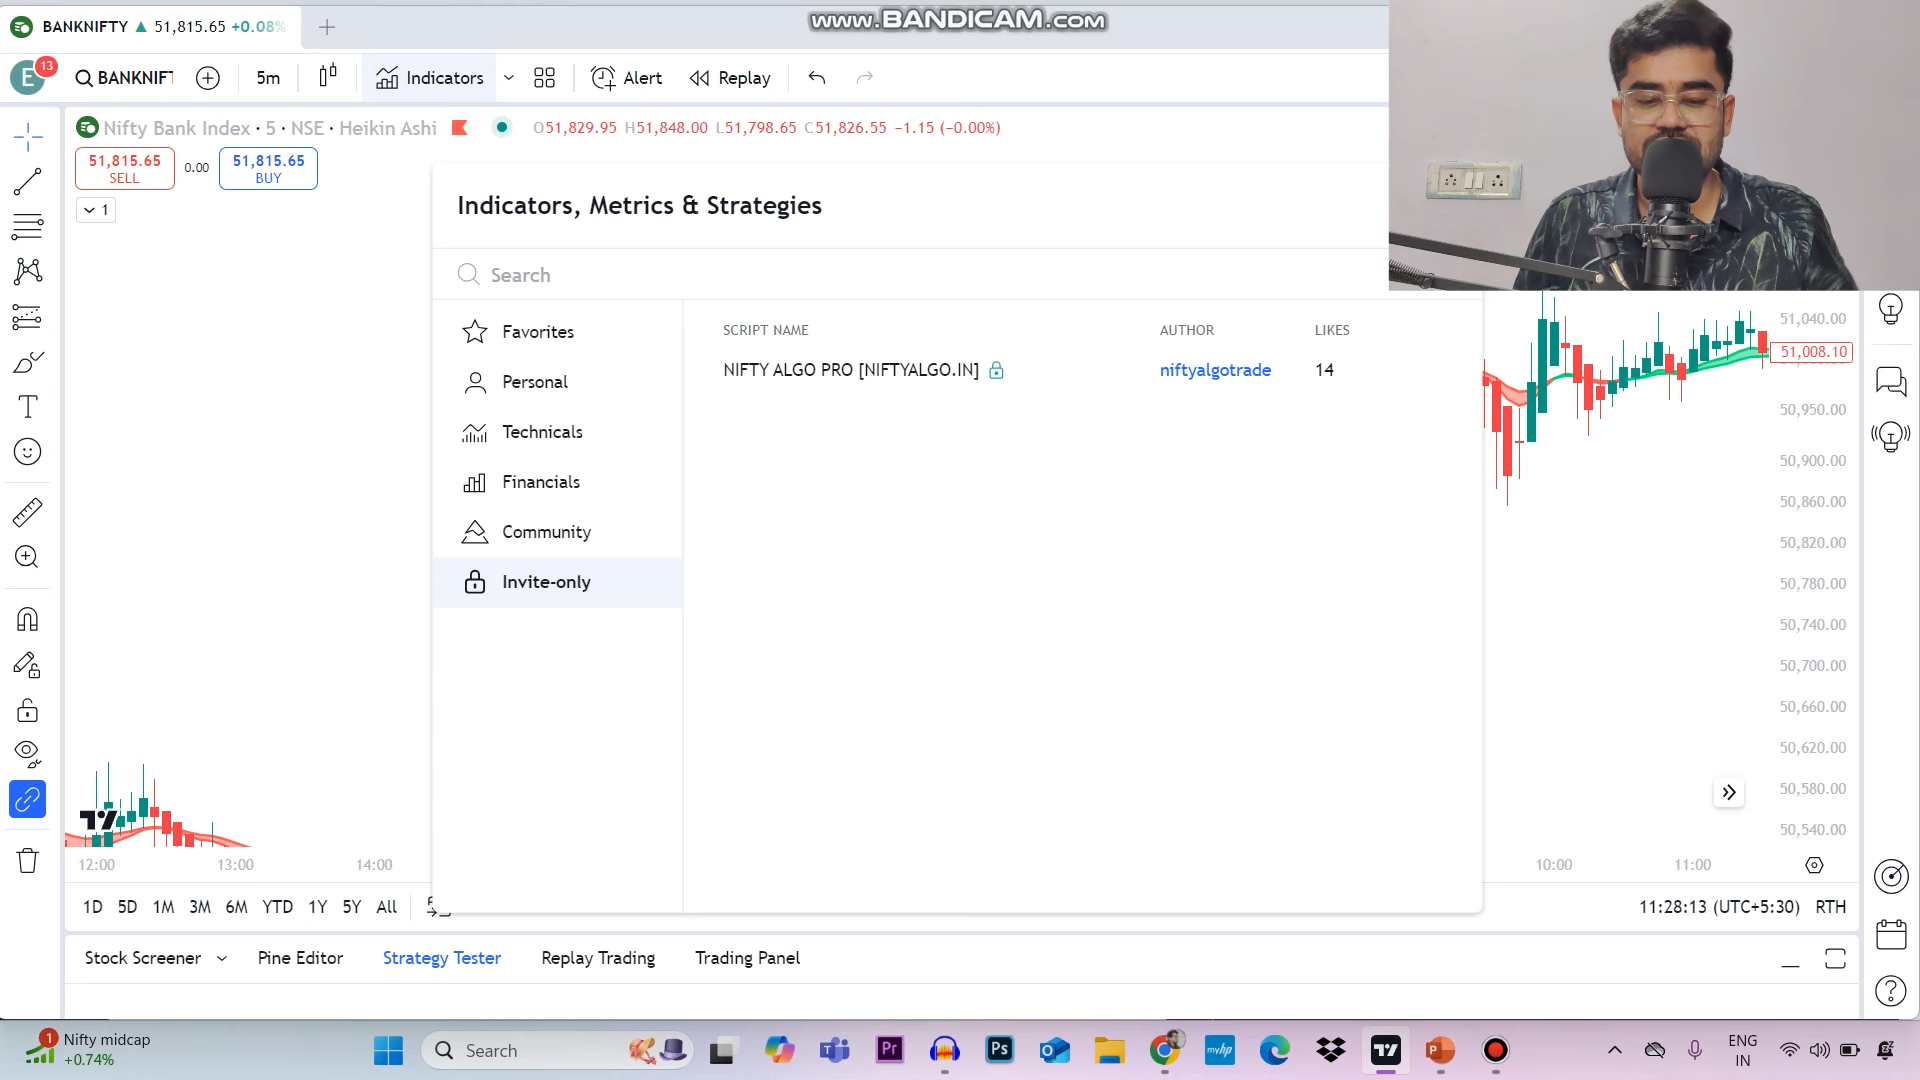 BANKNIFTY ▲ 51,815.65 +0.08%
www.BANDICAM.com
E
13
BANKNIFT
5m
Indicators
Alert
Replay
Nifty Bank Index · 5 · NSE · Heikin Ashi
O51,829.95 H51,848.00 L51,798.65 C51,826.55 −1.15 (−0.00%)
51,815.65
SELL
0.00
51,815.65
BUY
1
Indicators, Metrics & Strategies
Search
Favorites
Personal
Technicals
Financials
Community
Invite-only
SCRIPT NAME AUTHOR LIKES
NIFTY ALGO PRO [NIFTYALGO.IN] niftyalgotrade 14
51,040.00
51,008.10
50,950.00
50,900.00
50,860.00
50,820.00
50,780.00
50,740.00
50,700.00
50,660.00
50,620.00
50,580.00
50,540.00
12:00 13:00 14:00 10:00 11:00
1D 5D 1M 3M 6M YTD 1Y 5Y All
11:28:13 (UTC+5:30) RTH
Stock Screener Pine Editor Strategy Tester Replay Trading Trading Panel
1
Nifty midcap
+0.74%
Search
Pr
Ps
myhp
P
ENG
IN